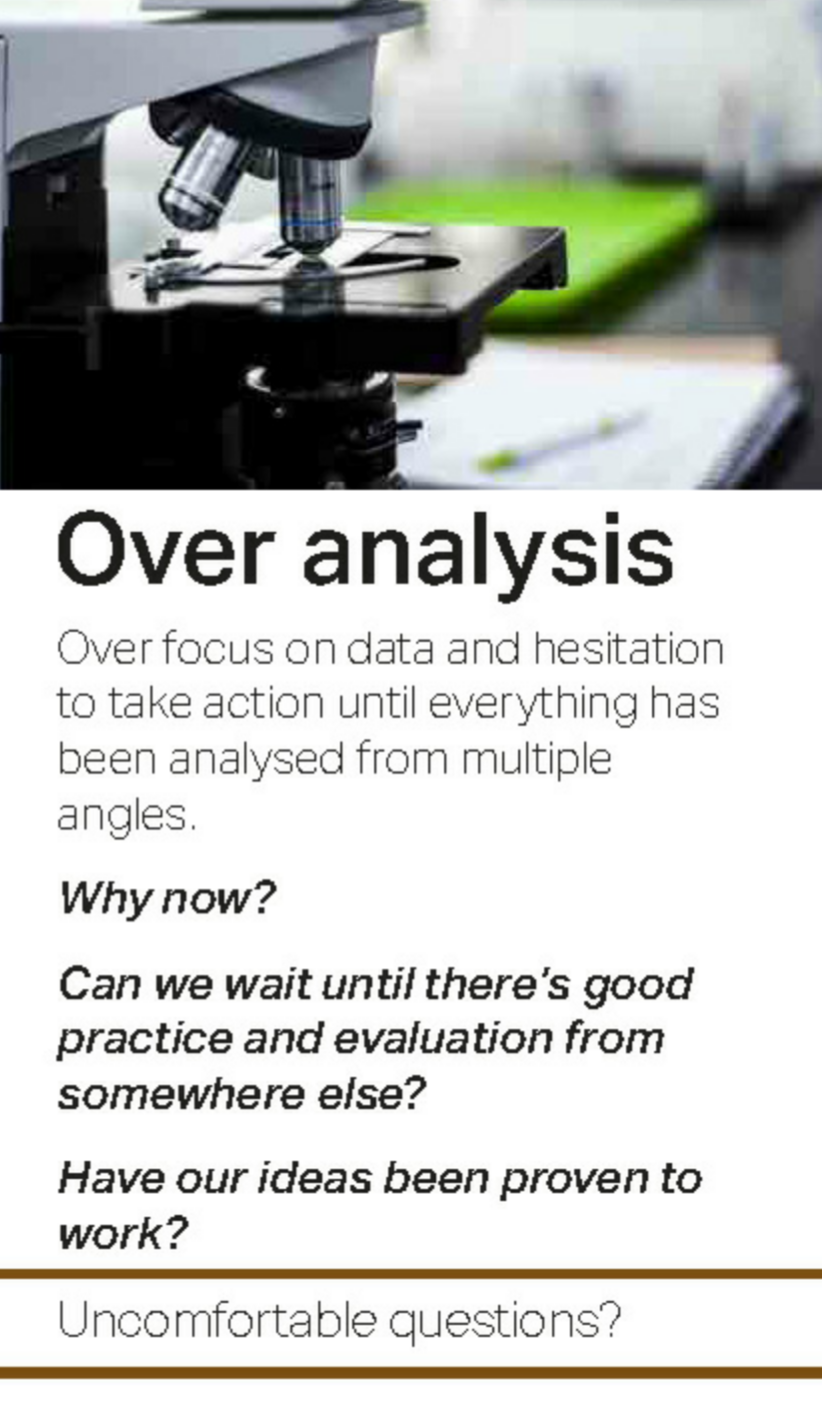 Over analysis
Over focus on data and hesitation
to take action until everything has
been analysed from multiple
angles.
Why now?
Can we wait until there's good
practice and evaluation from
somewhere else?
Have our ideas been proven to
work?
Uncomfortable questions?